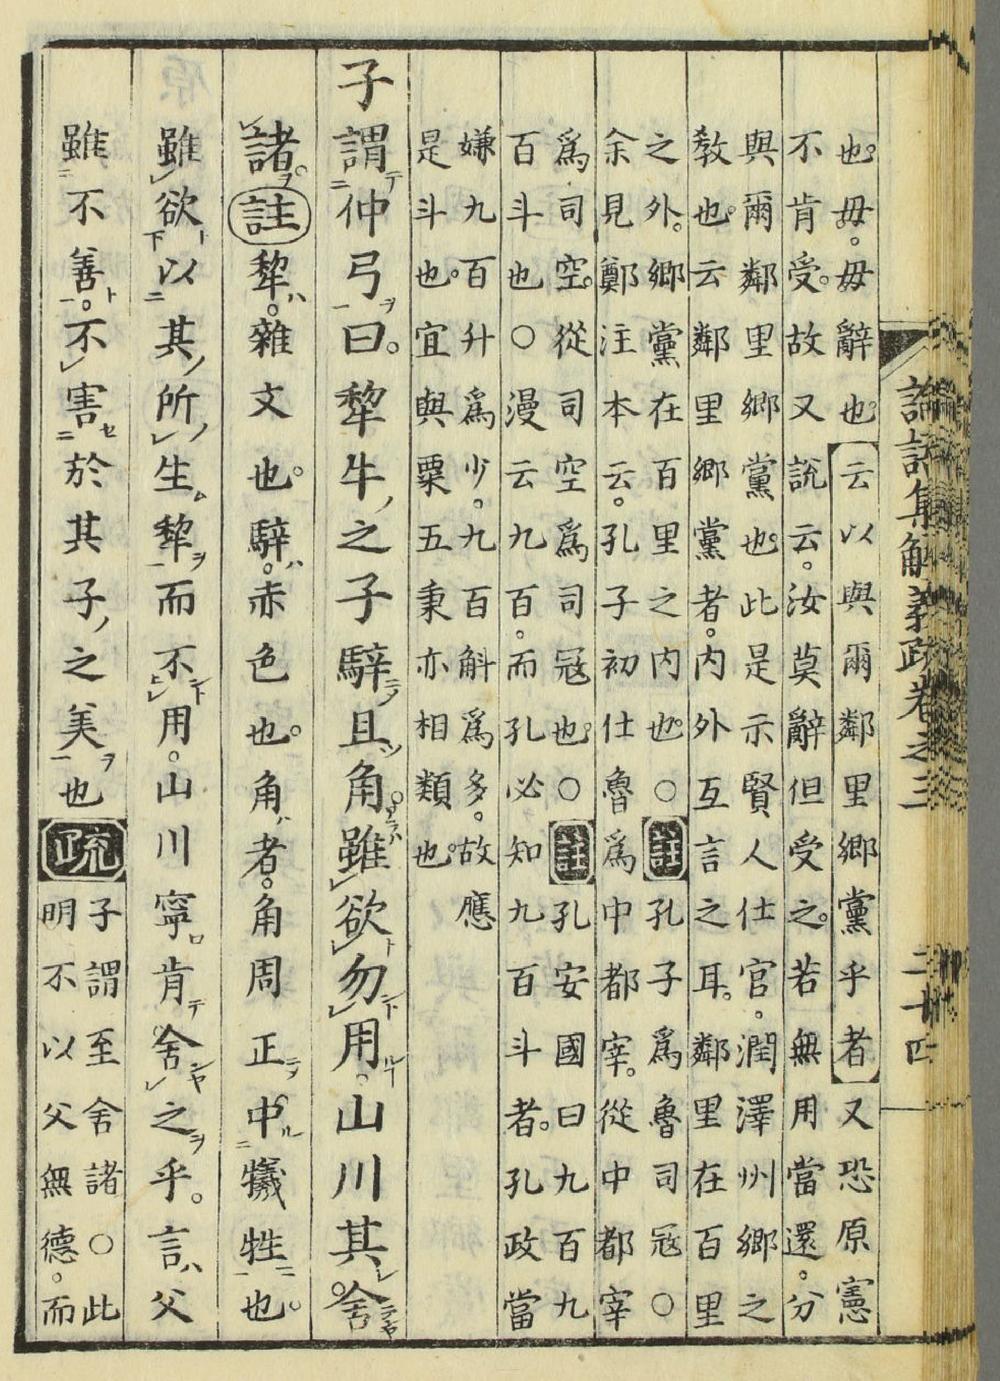 論語集解義疏卷之三
二十四
也毋毋辭也云以與爾鄰里鄉黨乎者又恐原憲
不肯受故又說云汝莫辭但受之若無用當還分
與爾鄰里鄉黨也此是示賢人仕官潤澤州鄉之
教也云鄰里鄉黨者內外互言之耳鄰里在百里
之外鄉黨在百里之內也○註孔子爲魯司冦○
余見鄭注本云孔子初仕魯爲中都宰從中都宰
爲司空從司空爲司冦也○註孔安國曰九百九
百斗也○漫云九百而孔必知九百斗者孔政當
嫌九百升爲少九百斛爲多故應
是斗也宜與粟五秉亦相類也
子謂仲弓曰犂牛之子騂且角雖欲勿用山川其舍
諸註犂雜文也騂赤色也角者角周正中犧牲也
雖欲以其所生犂而不用山川寧肯舍之乎言父
雖不善不害於其子之美也疏
子謂至舍諸○此
明不以父無德而